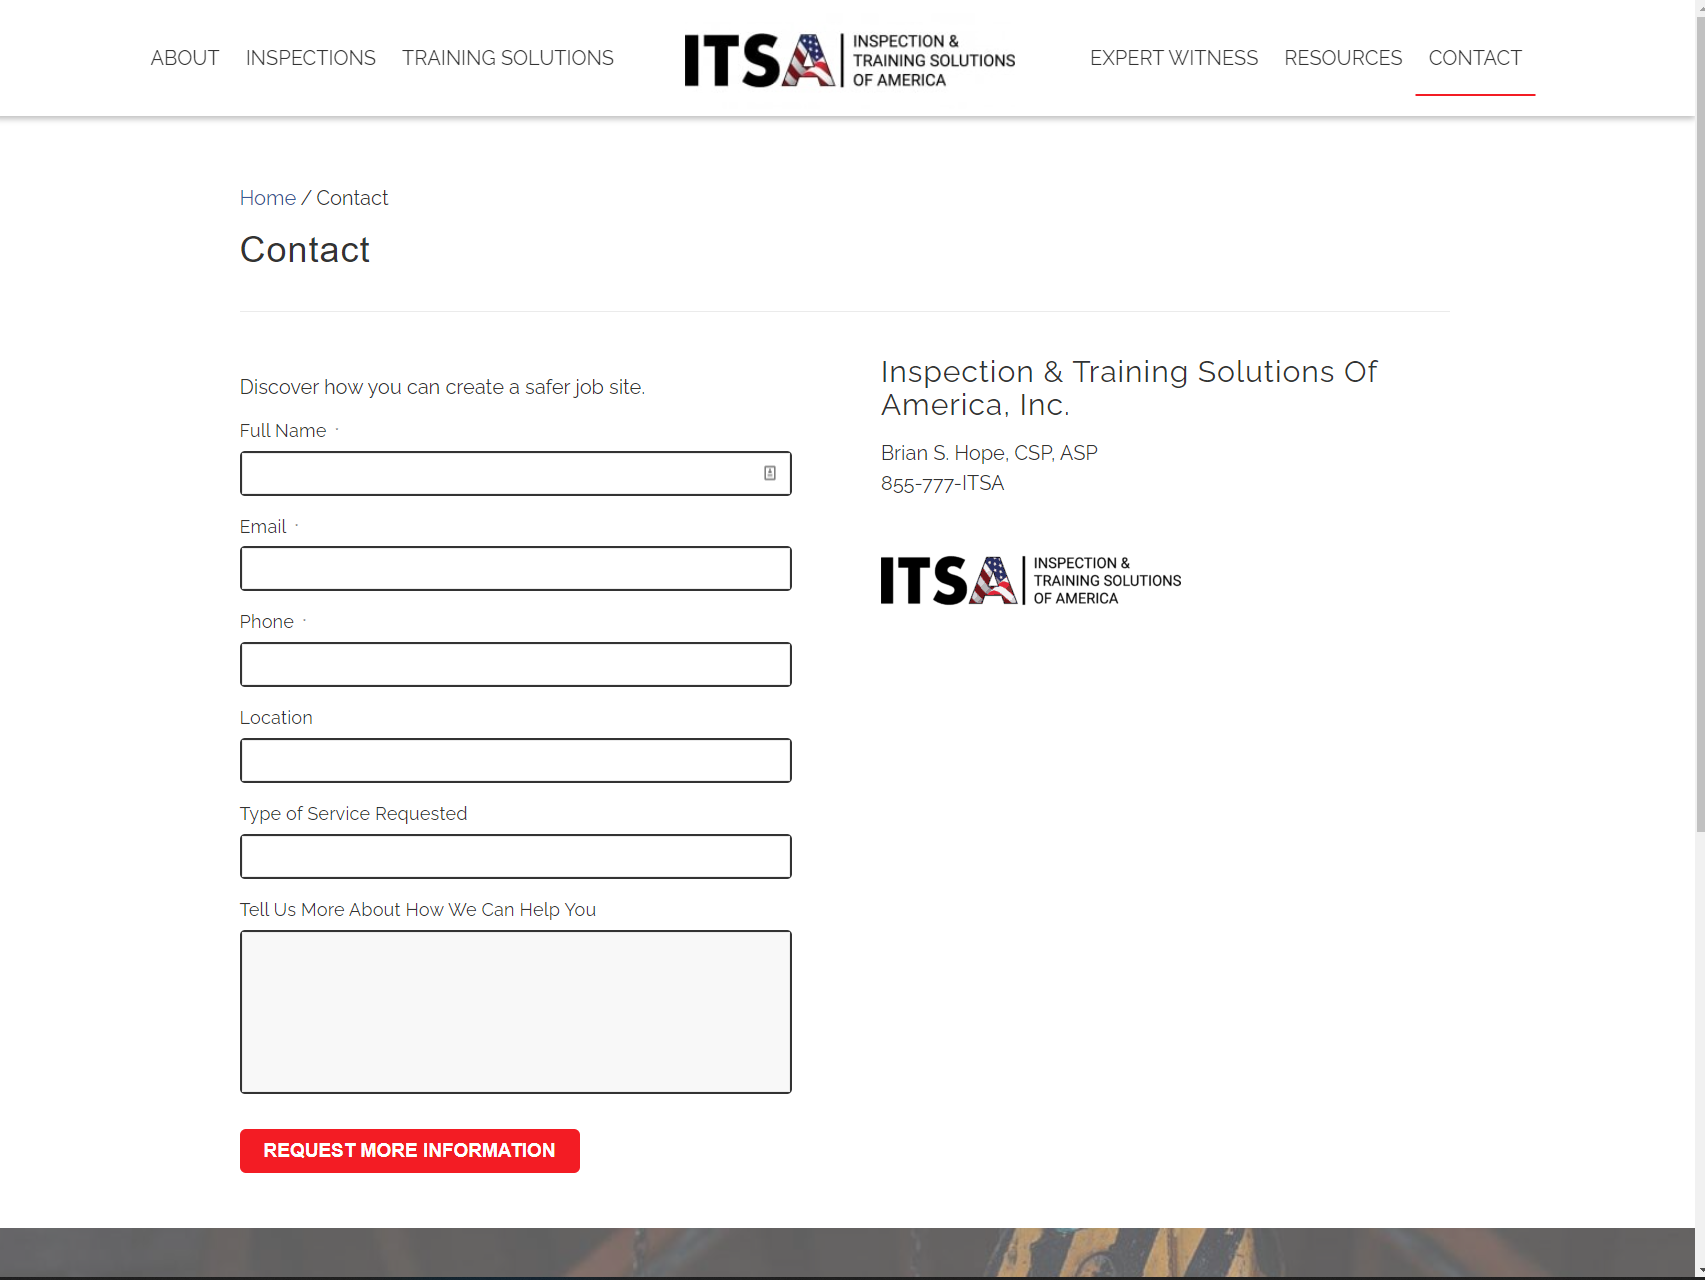 ABOUT INSPECTIONS TRAINING SOLUTIONS
ITSA
INSPECTION &
TRAINING SOLUTIONS
OF AMERICA
EXPERT WITNESS RESOURCES CONTACT
Home / Contact
Contact
Discover how you can create a safer job site.
Full Name *
Email *
Phone *
Location
Type of Service Requested
Tell Us More About How We Can Help You
REQUEST MORE INFORMATION
Inspection & Training Solutions Of
America, Inc.
Brian S. Hope, CSP, ASP
855-777-ITSA
ITSA
INSPECTION &
TRAINING SOLUTIONS
OF AMERICA